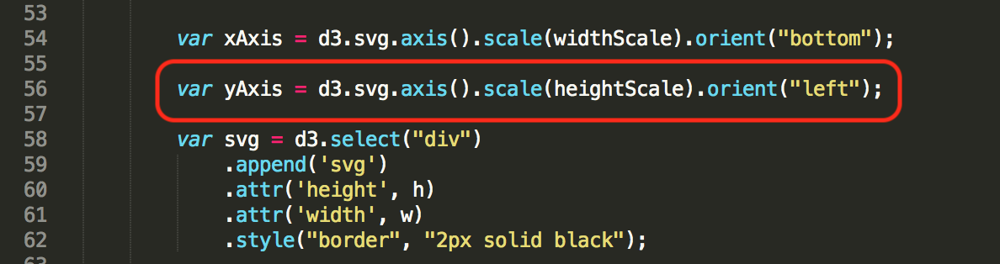 53
54 var xAxis = d3.svg.axis().scale(widthScale).orient("bottom");
55
56 var yAxis = d3.svg.axis().scale(heightScale).orient("left");
57
58 var svg = d3.select("div")
59 .append('svg')
60 .attr('height', h)
61 .attr('width', w)
62 .style("border", "2px solid black");
63